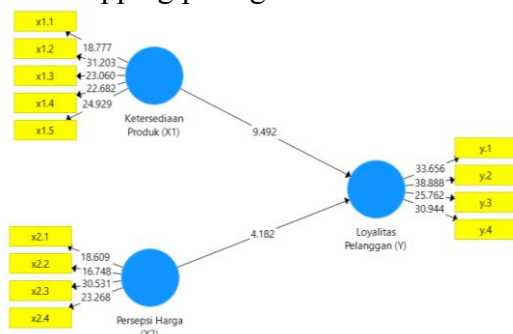 x1.1
x1.2
x1.3
x1.4
x1.5
18.777
31.203
23.060
22.682
24.929
Ketersediaan
Produk (X1)
9.492
x2.1
x2.2
x2.3
x2.4
18.609
16.748
30.531
23.268
Persepsi Harga
(X2)
4.182
Loyalitas
Pelanggan (Y)
33.656
38.888
25.762
30.944
y.1
y.2
y.3
y.4